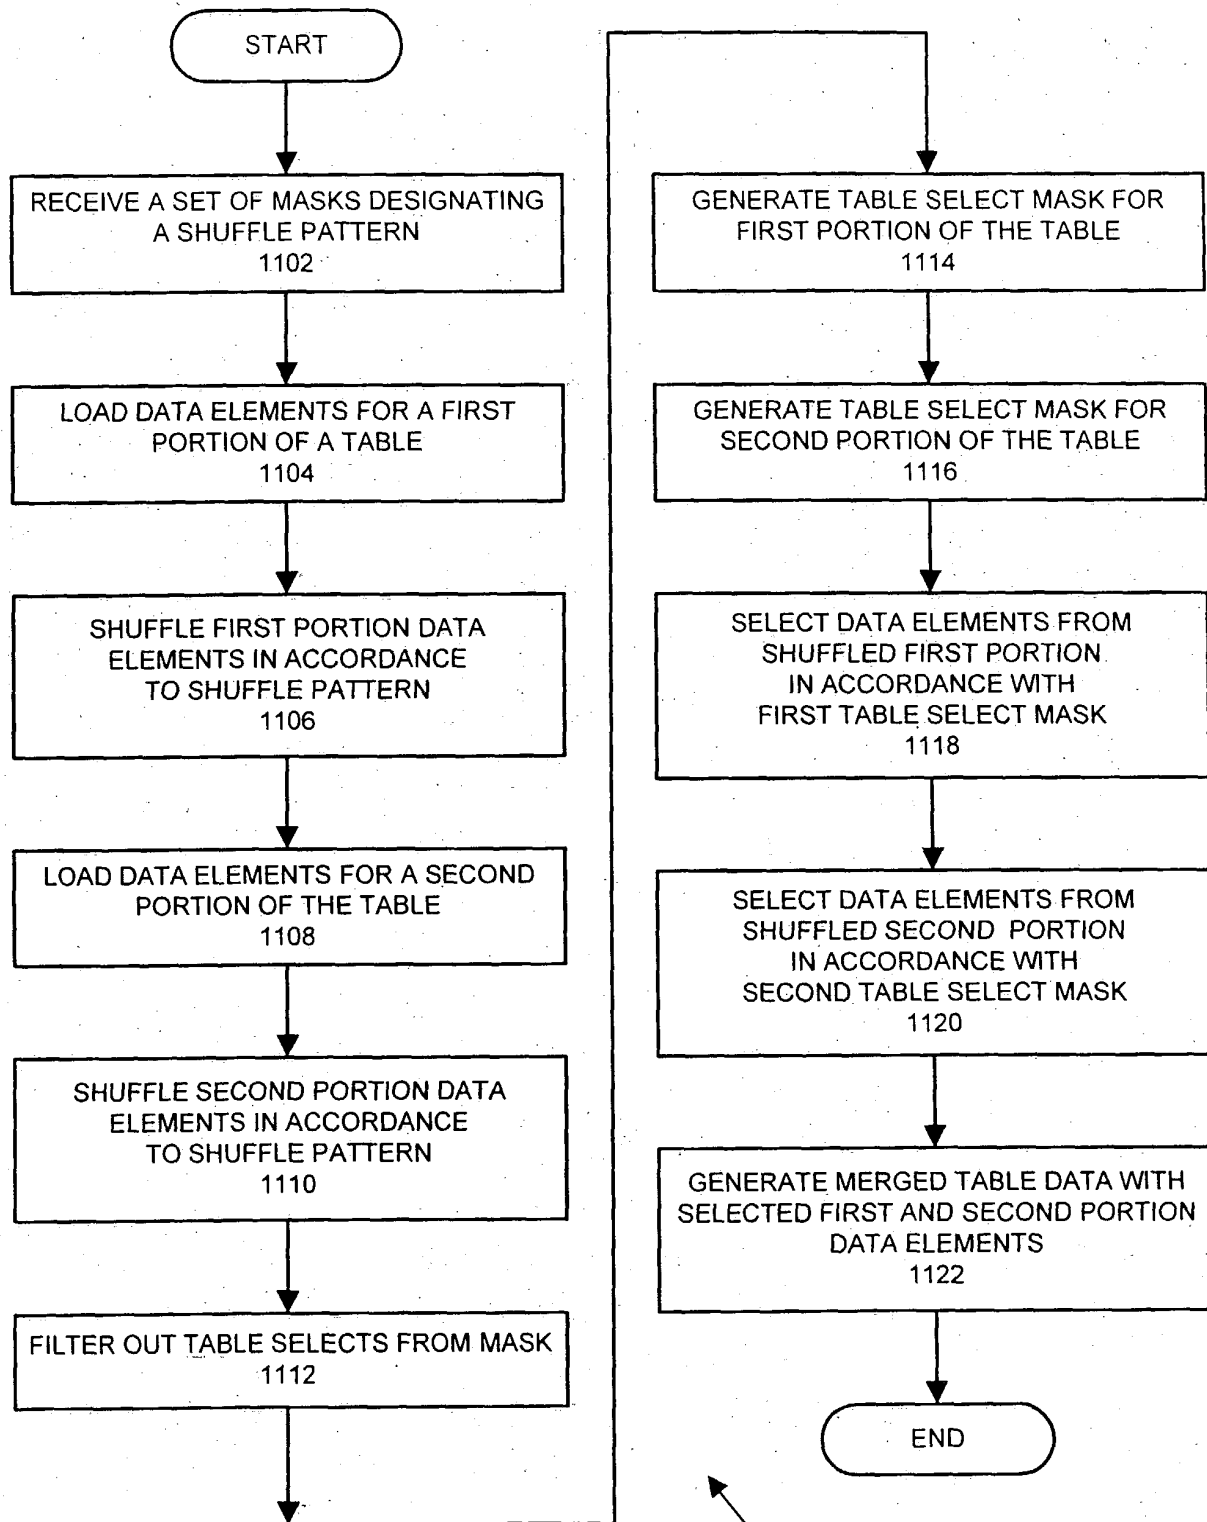 START
RECEIVE A SET OF MASKS DESIGNATING
A SHUFFLE PATTERN
1102
LOAD DATA ELEMENTS FOR A FIRST
PORTION OF A TABLE
1104
SHUFFLE FIRST PORTION DATA
ELEMENTS IN ACCORDANCE
TO SHUFFLE PATTERN
1106
LOAD DATA ELEMENTS FOR A SECOND
PORTION OF THE TABLE
1108
SHUFFLE SECOND PORTION DATA
ELEMENTS IN ACCORDANCE
TO SHUFFLE PATTERN
1110
FILTER OUT TABLE SELECTS FROM MASK
1112
GENERATE TABLE SELECT MASK FOR
FIRST PORTION OF THE TABLE
1114
GENERATE TABLE SELECT MASK FOR
SECOND PORTION OF THE TABLE
1116
SELECT DATA ELEMENTS FROM
SHUFFLED FIRST PORTION
IN ACCORDANCE WITH
FIRST TABLE SELECT MASK
1118
SELECT DATA ELEMENTS FROM
SHUFFLED SECOND PORTION
IN ACCORDANCE WITH
SECOND TABLE SELECT MASK
1120
GENERATE MERGED TABLE DATA WITH
SELECTED FIRST AND SECOND PORTION
DATA ELEMENTS
1122
END